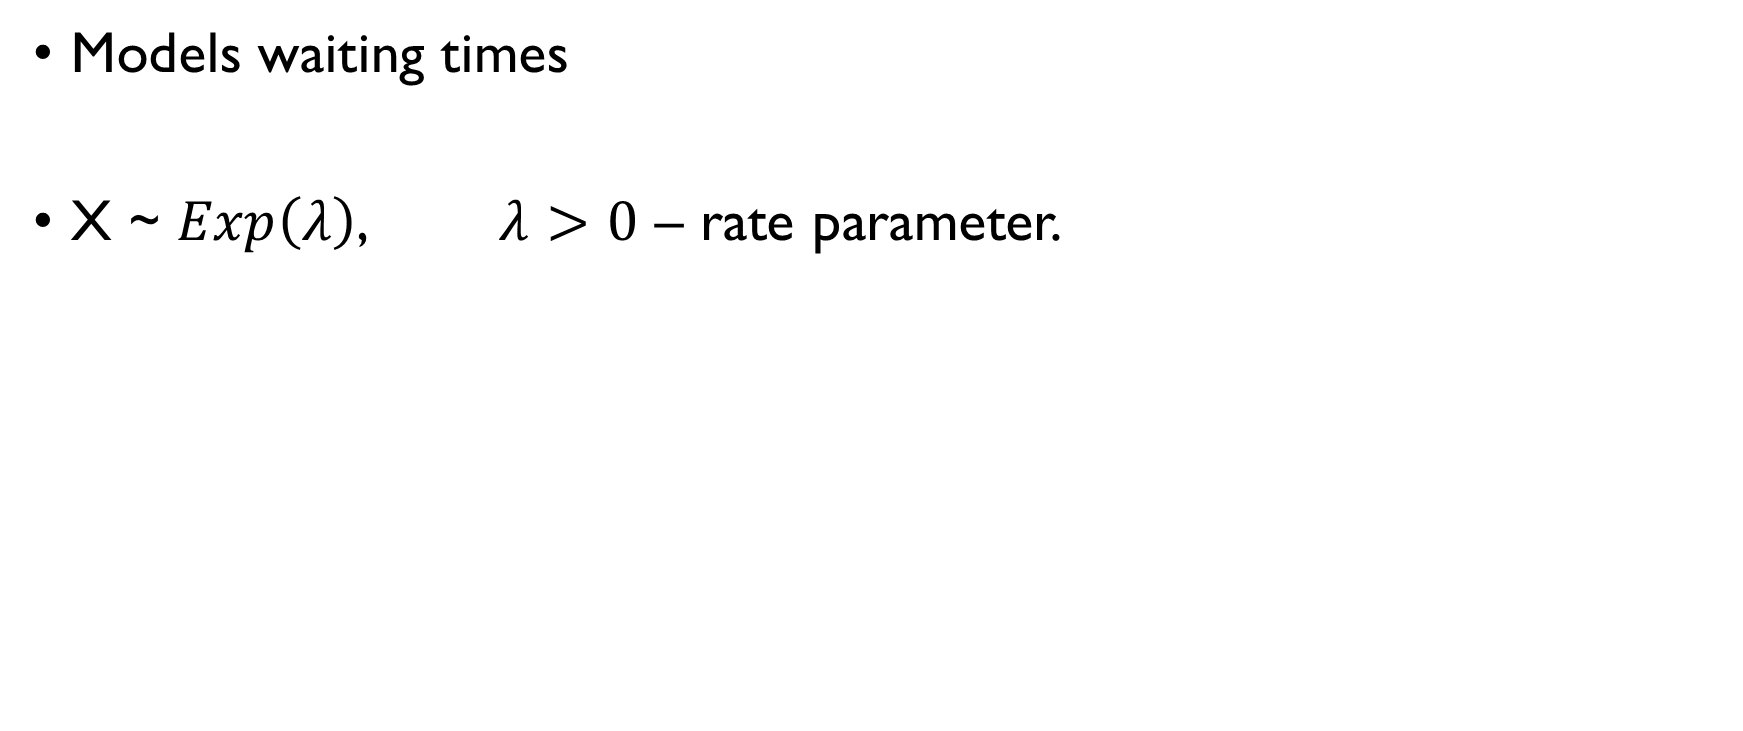 • Models waiting times
• X ~ 𝐸𝑥𝑝(𝜆), 𝜆 > 0 – rate parameter.